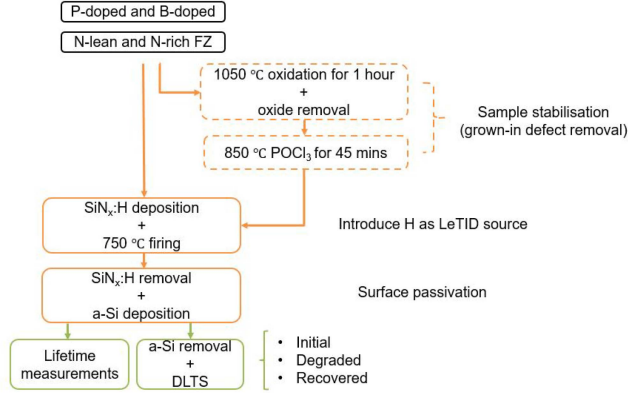 P-doped and B-doped
N-lean and N-rich FZ
1050 ℃ oxidation for 1 hour
+
oxide removal
850 ℃ POCl₃ for 45 mins
Sample stabilisation
(grown-in defect removal)
SiNₓ:H deposition
+
750 ℃ firing
Introduce H as LeTID source
SiNₓ:H removal
+
a-Si deposition
Surface passivation
Lifetime
measurements
a-Si removal
+
DLTS
• Initial
• Degraded
• Recovered